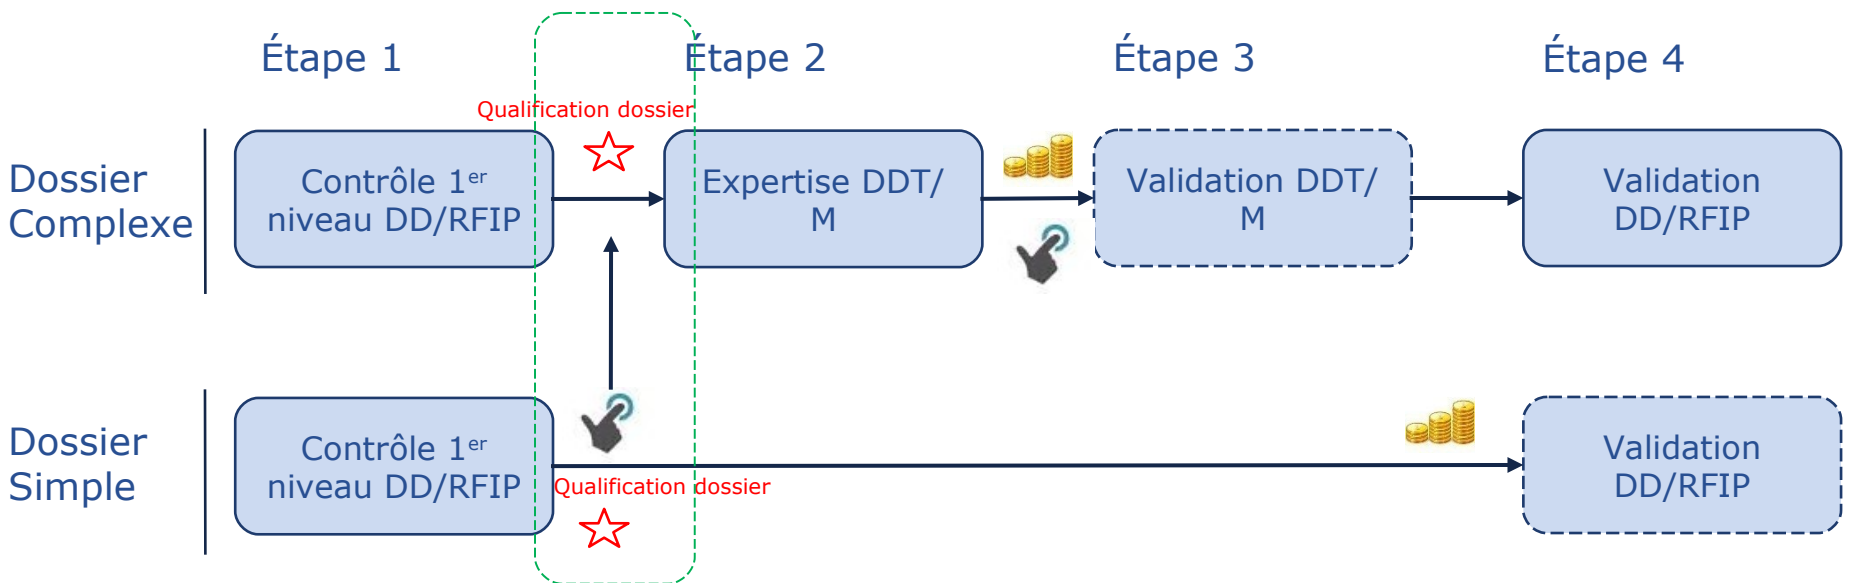 Étape 1
Étape 2
Étape 3
Étape 4
Qualification dossier
Dossier
Complexe
Contrôle 1er
niveau DD/RFIP
Expertise DDT/
M
Validation DDT/
M
Validation
DD/RFIP
Dossier
Simple
Contrôle 1er
niveau DD/RFIP
Qualification dossier
Validation
DD/RFIP